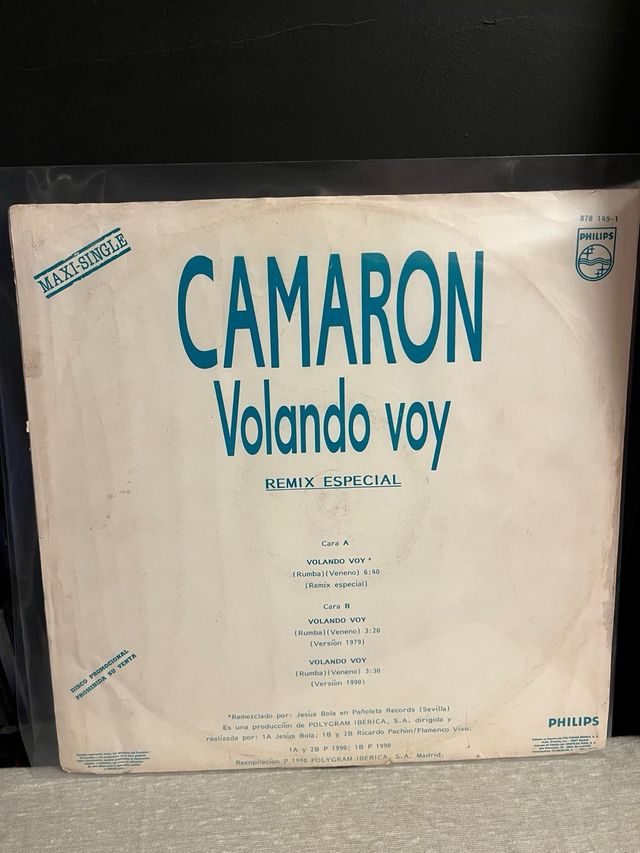 MAXI-SINGLE
878 149-1
PHILIPS
CAMARON
Volando voy
REMIX ESPECIAL
Cara A
VOLANDO VOY *
(Rumba)(Veneno) 6:40
(Remix especial)
Cara B
VOLANDO VOY
(Rumba)(Veneno) 3:20
(Versión 1979)
VOLANDO VOY
(Rumba)(Veneno) 3:30
(Versión 1990)
DISCO PROMOCIONAL
PROHIBIDA SU VENTA
*Remezclado por: Jesús Bola en Pañoleta Records (Sevilla)
Es una producción de POLYGRAM IBERICA, S.A. dirigida y
realizada por: 1A Jesús Bola; 1B y 2B Ricardo Pachón/Flamenco Vivo.
1A y 2B P 1990; 1B P 1990
Recopilación P 1990 POLYGRAM IBERICA, S.A. Madrid.
PHILIPS